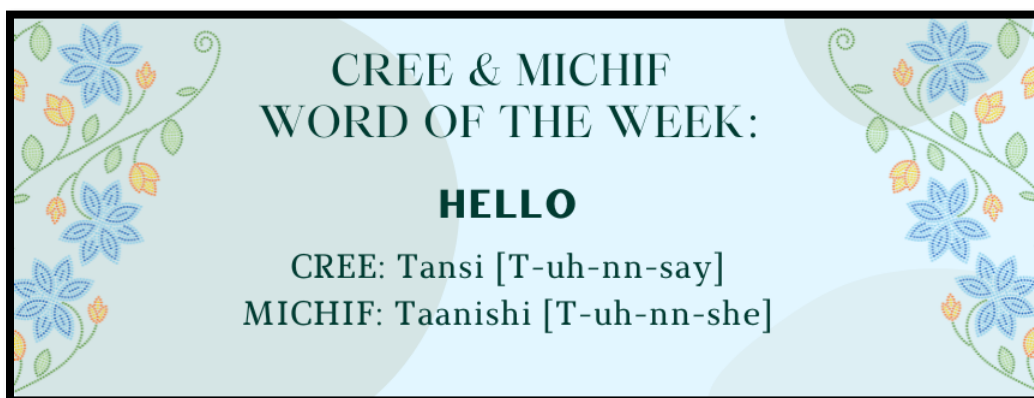 CREE & MICHIF
WORD OF THE WEEK:
HELLO
CREE: Tansi [T-uh-nn-say]
MICHIF: Taanishi [T-uh-nn-she]